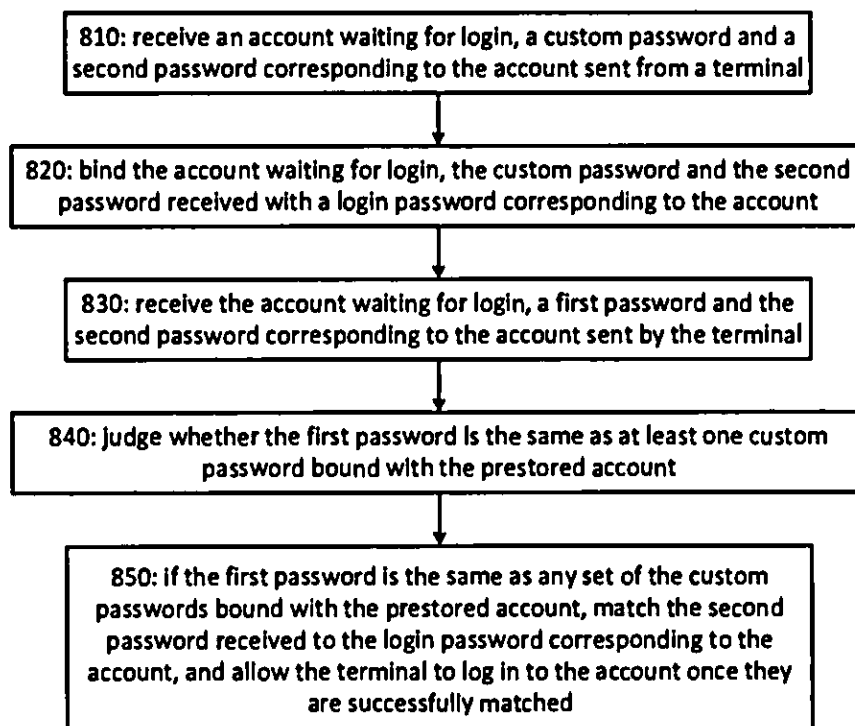 810: receive an account waiting for login, a custom password and a
second password corresponding to the account sent from a terminal
820: bind the account waiting for login, the custom password and the second
password received with a login password corresponding to the account
830: receive the account waiting for login, a first password and the
second password corresponding to the account sent by the terminal
840: judge whether the first password is the same as at least one custom
password bound with the prestored account
850: if the first password is the same as any set of the custom
passwords bound with the prestored account, match the second
password received to the login password corresponding to the
account, and allow the terminal to log in to the account once they
are successfully matched